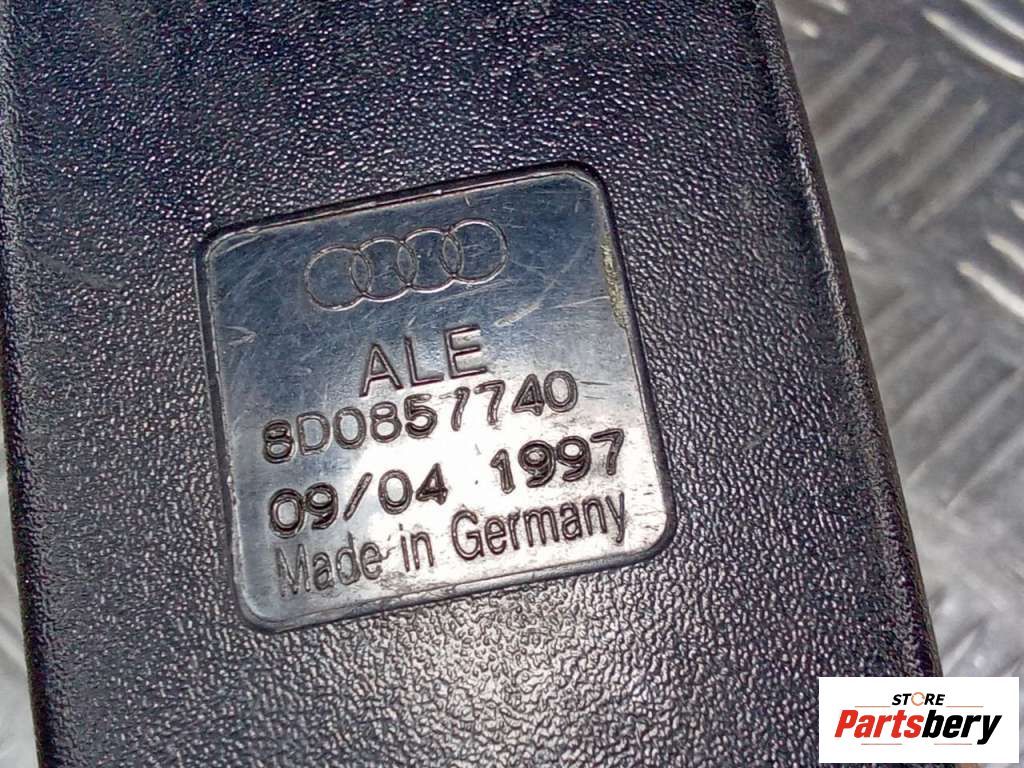 ALE
8D0857740
09/04 1997
Made in Germany
STORE
Partsbery